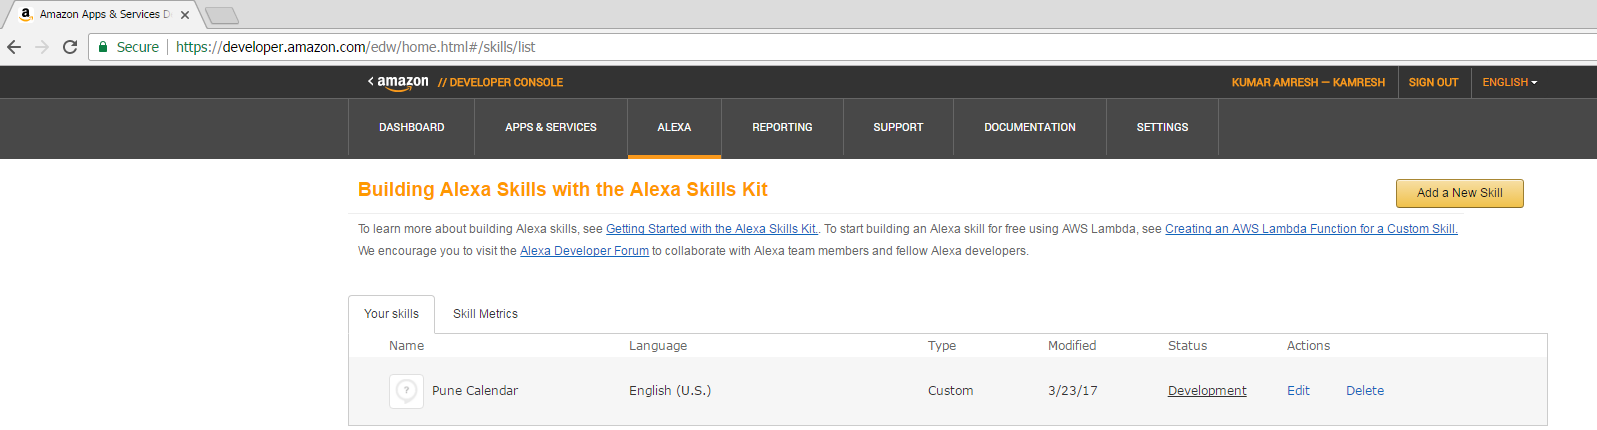 Amazon Apps & Services D
Secure https://developer.amazon.com/edw/home.html#/skills/list
< amazon // DEVELOPER CONSOLE KUMAR AMRESH — KAMRESH SIGN OUT ENGLISH
DASHBOARD APPS & SERVICES ALEXA REPORTING SUPPORT DOCUMENTATION SETTINGS
Building Alexa Skills with the Alexa Skills Kit Add a New Skill
To learn more about building Alexa skills, see Getting Started with the Alexa Skills Kit.. To start building an Alexa skill for free using AWS Lambda, see Creating an AWS Lambda Function for a Custom Skill.
We encourage you to visit the Alexa Developer Forum to collaborate with Alexa team members and fellow Alexa developers.
Your skills Skill Metrics
Name Language Type Modified Status Actions
? Pune Calendar English (U.S.) Custom 3/23/17 Development Edit Delete